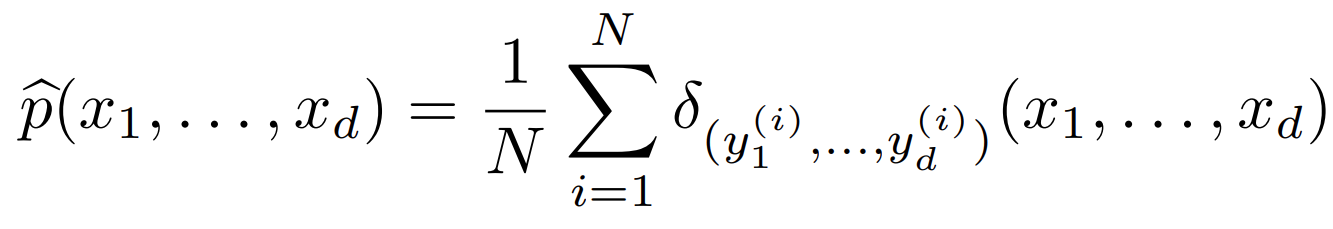 \widehat{p}(x_1, \ldots, x_d) = \frac{1}{N} \sum_{i=1}^{N} \delta_{(y_1^{(i)}, \ldots, y_d^{(i)})}(x_1, \ldots, x_d)